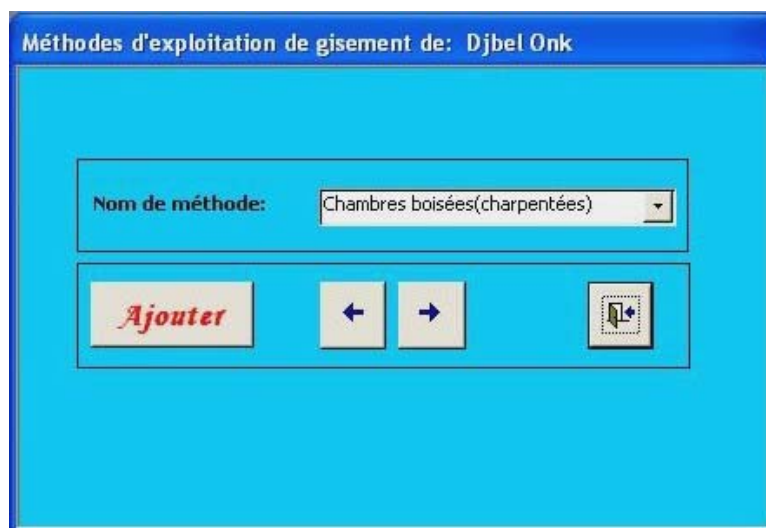 Méthodes d'exploitation de gisement de: Djbel Onk
Nom de méthode: Chambres boisées(charpentées)
Ajouter